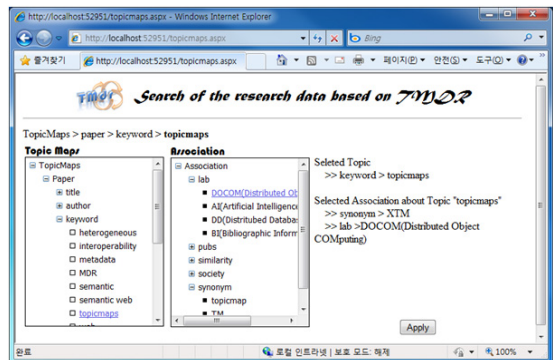 http://localhost:52951/topicmaps.aspx - Windows Internet Explorer
http://localhost:52951/topicmaps.aspx
Bing
즐겨찾기
http://localhost:52951/topicmaps.aspx
페이지(P)
안전(S)
도구(O)
TMDR
Search of the research data based on TMDR
TopicMaps > paper > keyword > topicmaps
Topic Maps
TopicMaps
Paper
title
author
keyword
heterogeneous
interoperability
metadata
MDR
semantic
semantic web
topicmaps
Association
Association
lab
DOCOM(Distributed Ob
AI(Artificial Intelligence
DD(Distritubed Databas
BI(Bibliographic Inform
pubs
similarity
society
synonym
topicmap
TM
Seleted Topic
>> keyword > topicmaps
Selected Association about Topic "topicmaps"
>> synonym > XTM
>> lab >DOCOM(Distributed Object
COMputing)
Apply
완료
로컬 인트라넷 | 보호 모드: 해제
100%